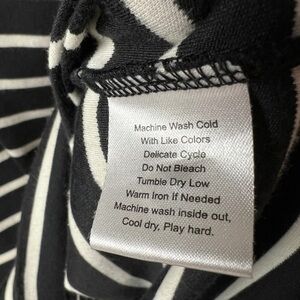 Machine Wash Cold
With Like Colors
Delicate Cycle
Do Not Bleach
Tumble Dry Low
Warm Iron If Needed
Machine wash inside out,
Cool dry, Play hard.